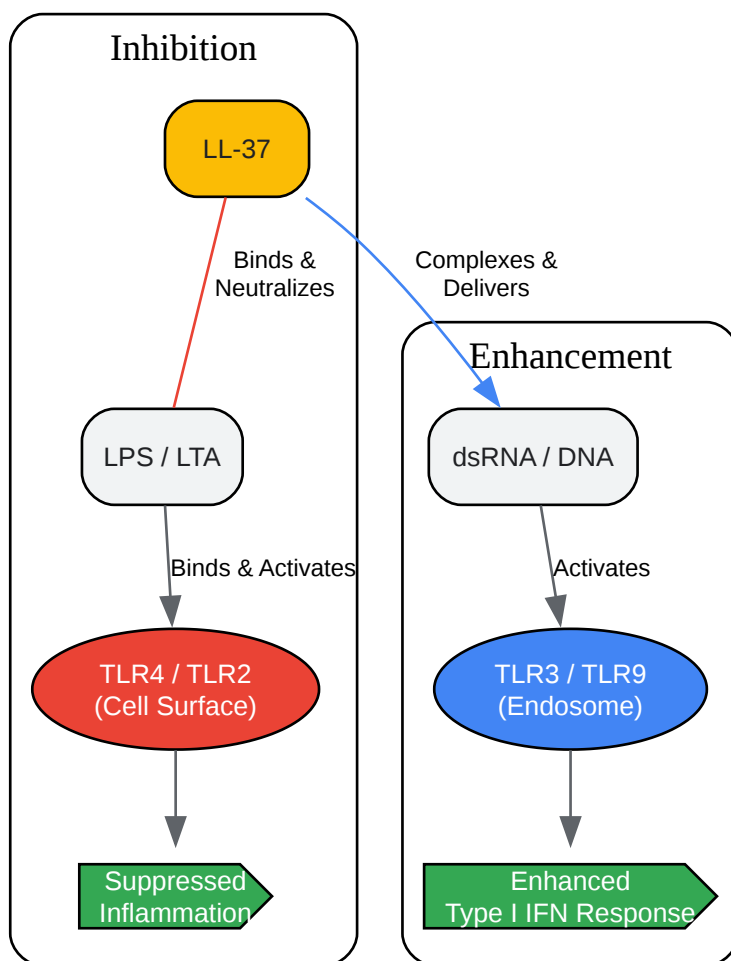 Inhibition
LL-37
Binds &
Neutralizes
Complexes &
Delivers
Enhancement
LPS / LTA
dsRNA / DNA
Binds & Activates
Activates
TLR4 / TLR2
(Cell Surface)
TLR3 / TLR9
(Endosome)
Suppressed
Inflammation
Enhanced
Type I IFN Response